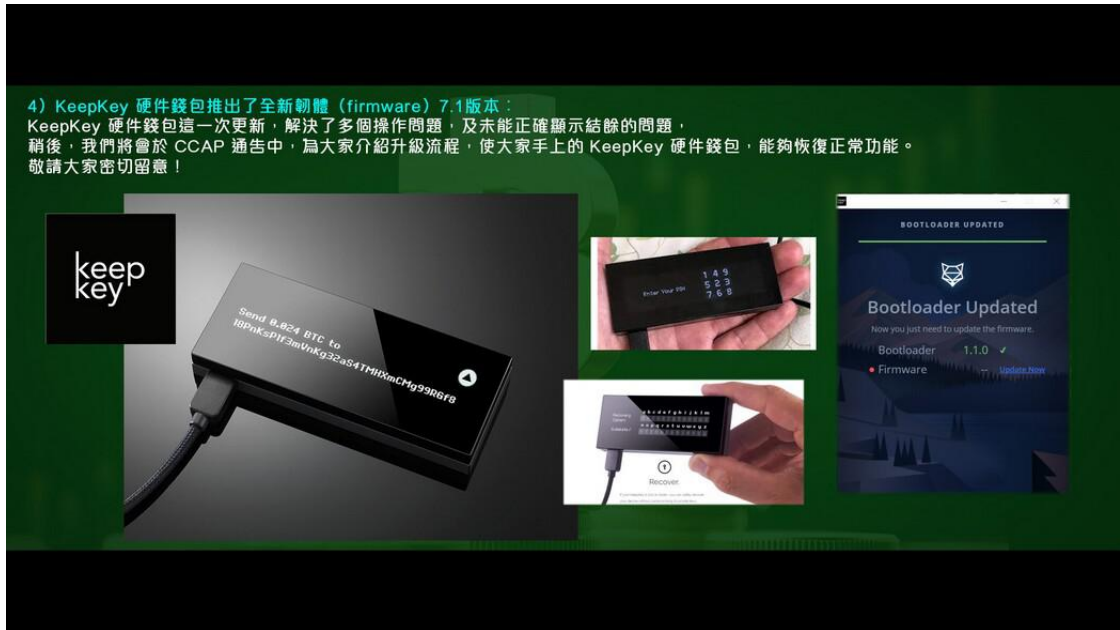 4）KeepKey 硬件錢包推出了全新韌體（firmware）7.1版本：
KeepKey 硬件錢包這一次更新，解決了多個操作問題，及未能正確顯示結餘的問題，
稍後，我們將會於 CCAP 通告中，為大家介紹升級流程，使大家手上的 KeepKey 硬件錢包，能夠恢復正常功能。
敬請大家密切留意！
keep
key
Send 0.024 BTC to
Enter Your PIN
1 4 9
5 2 3
7 6 8
a b c d e f g h i j k l m
Recover.
BOOTLOADER UPDATED
Bootloader Updated
Now you just need to update the firmware.
Bootloader 1.1.0 ✓
Firmware -- Update Now